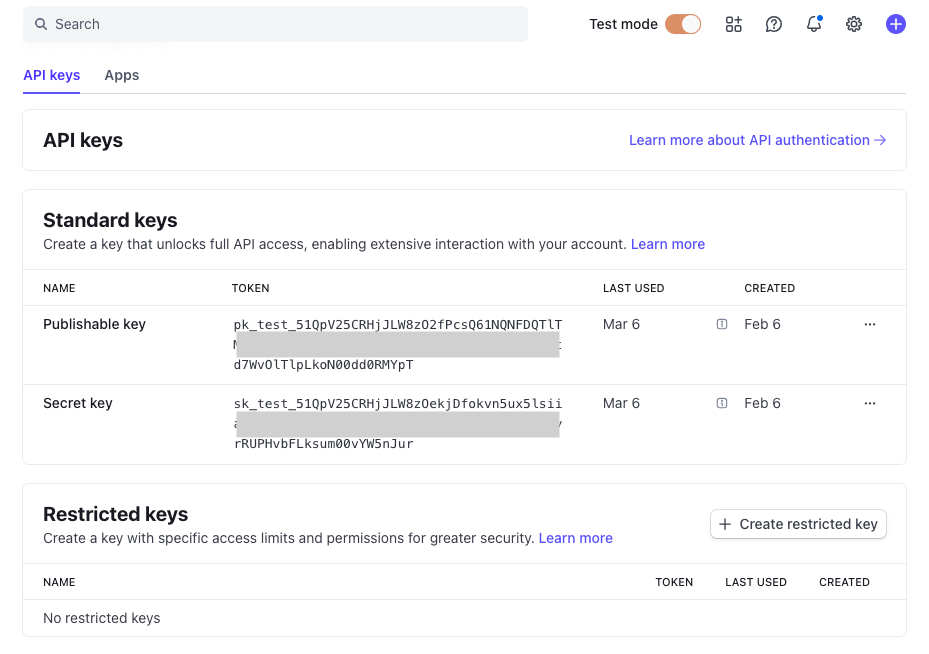 Search
Test mode
API keys Apps
API keys
Learn more about API authentication →
Standard keys
Create a key that unlocks full API access, enabling extensive interaction with your account. Learn more
NAME TOKEN LAST USED CREATED
Publishable key pk_test_51QpV25CRHjJLW8zO2fPcsQ61NQNFDQTlT Mar 6 Feb 6
d7WvOlTlpLkoN00dd0RMYpT
Secret key sk_test_51QpV25CRHjJLW8zOekjDfokvn5ux5lsii Mar 6 Feb 6
rRUPHvbFLksum00vYW5nJur
Restricted keys
+ Create restricted key
Create a key with specific access limits and permissions for greater security. Learn more
NAME TOKEN LAST USED CREATED
No restricted keys